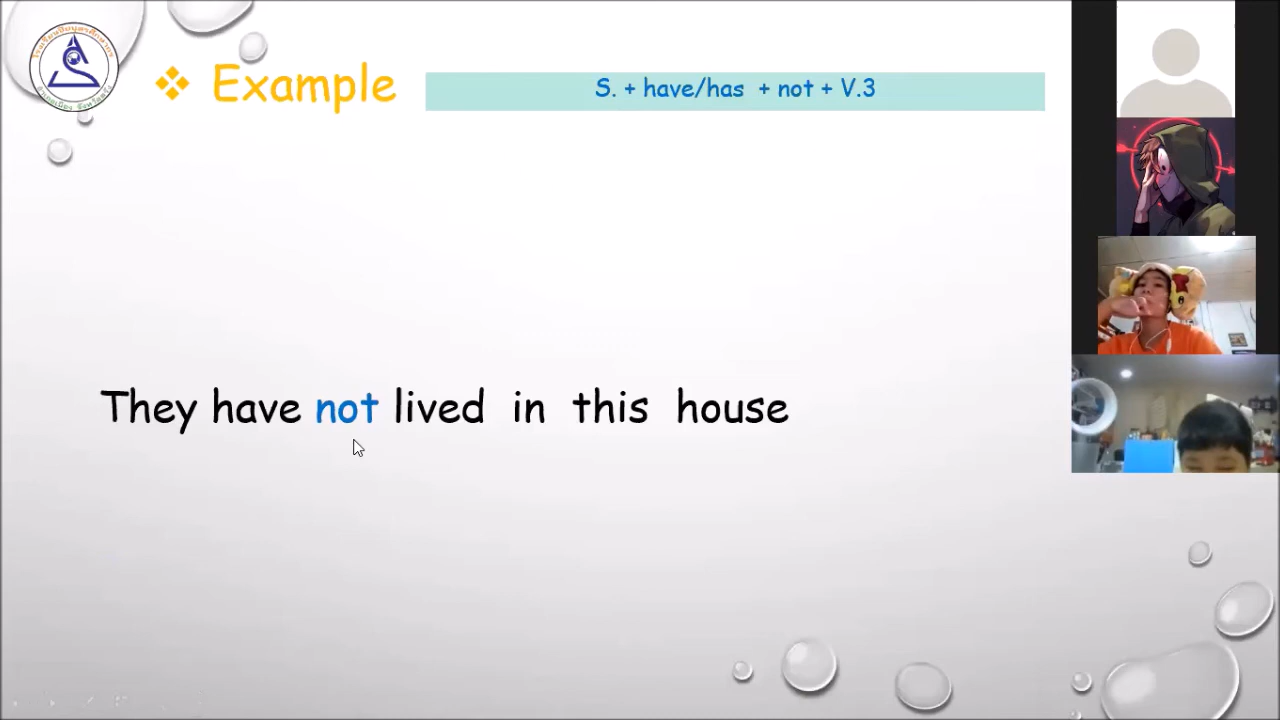 Example
S. + have/has + not + V.3
They have not lived in this house